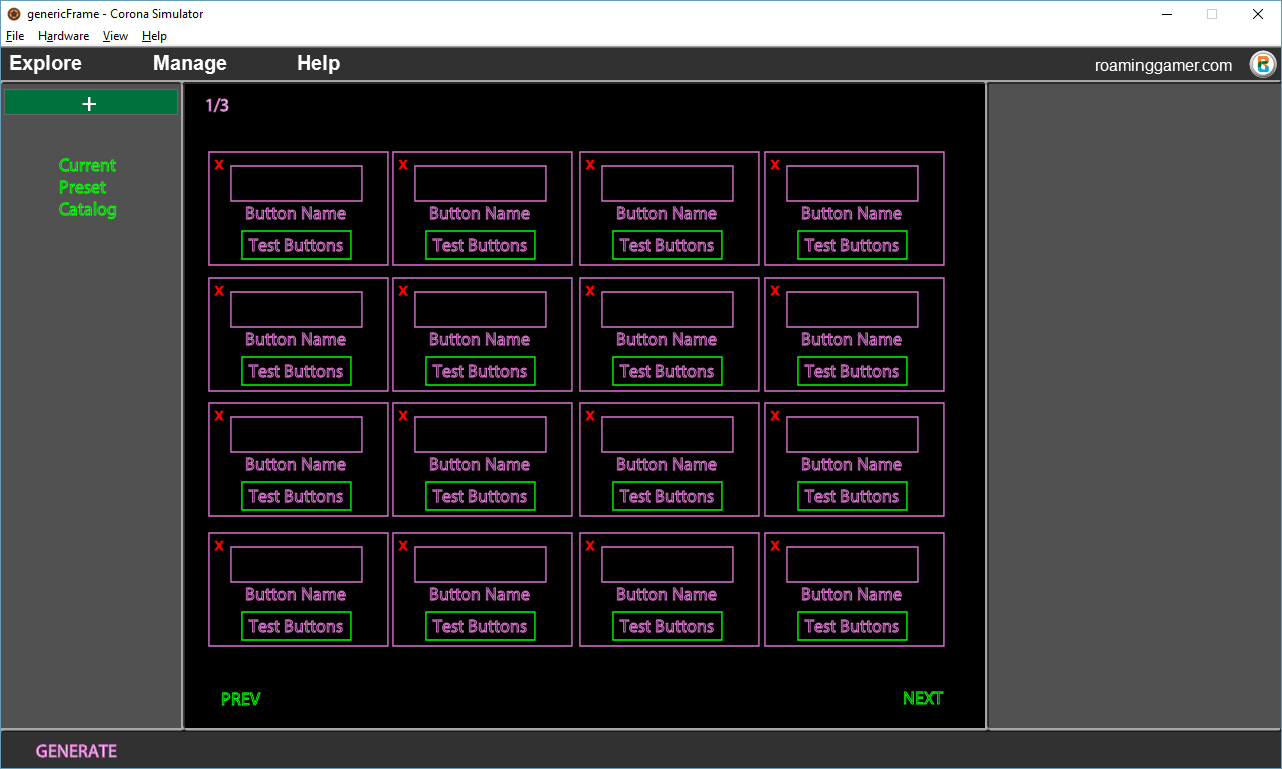 genericFrame - Corona Simulator
File Hardware View Help
Explore Manage Help roaminggamer.com
+
1/3
Current
Preset
Catalog
x x x x
Button Name Button Name Button Name Button Name
Test Buttons Test Buttons Test Buttons Test Buttons
x x x x
Button Name Button Name Button Name Button Name
Test Buttons Test Buttons Test Buttons Test Buttons
x x x x
Button Name Button Name Button Name Button Name
Test Buttons Test Buttons Test Buttons Test Buttons
x x x x
Button Name Button Name Button Name Button Name
Test Buttons Test Buttons Test Buttons Test Buttons
PREV NEXT
GENERATE